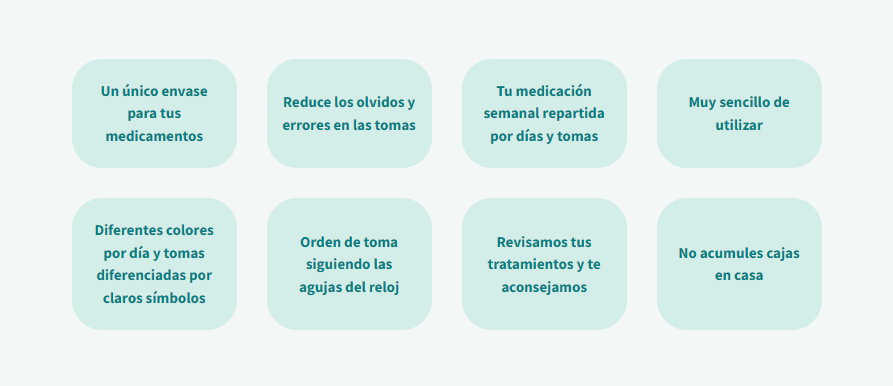 Un único envase
para tus
medicamentos
Reduce los olvidos y
errores en las tomas
Tu medicación
semanal repartida
por días y tomas
Muy sencillo de
utilizar
Diferentes colores
por día y tomas
diferenciadas por
claros símbolos
Orden de toma
siguiendo las
agujas del reloj
Revisamos tus
tratamientos y te
aconsejamos
No acumules cajas
en casa